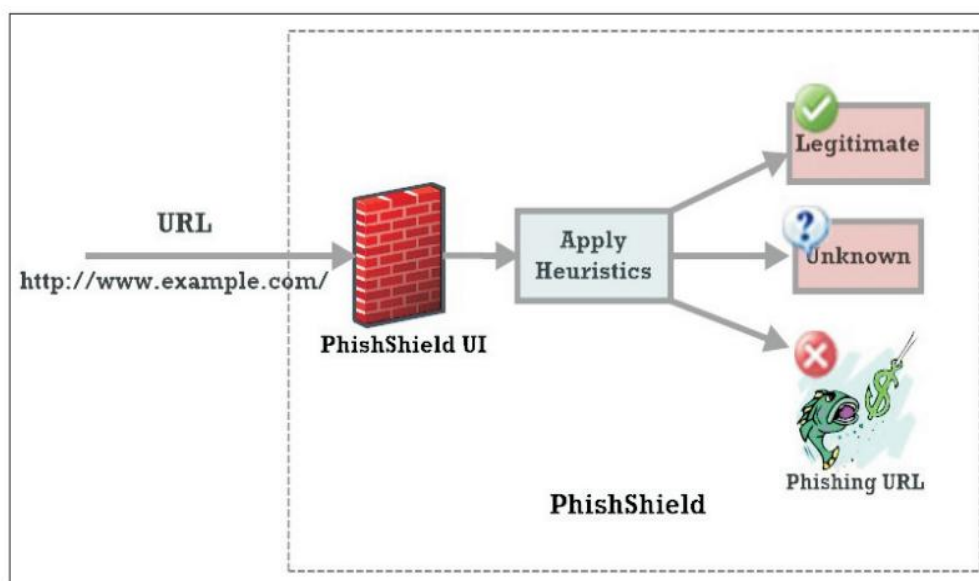 URL
http://www.example.com/
PhishShield UI
Apply
Heuristics
Legitimate
Unknown
Phishing URL
PhishShield